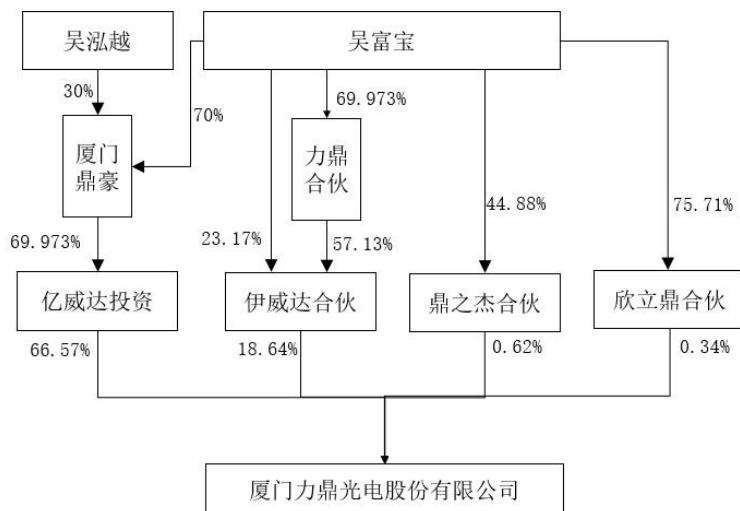 吴泓越
吴富宝
30%
70%
69.973%
厦门
鼎豪
力鼎
合伙
44.88%
75.71%
69.973%
23.17%
57.13%
亿威达投资
伊威达合伙
鼎之杰合伙
欣立鼎合伙
66.57%
18.64%
0.62%
0.34%
厦门力鼎光电股份有限公司